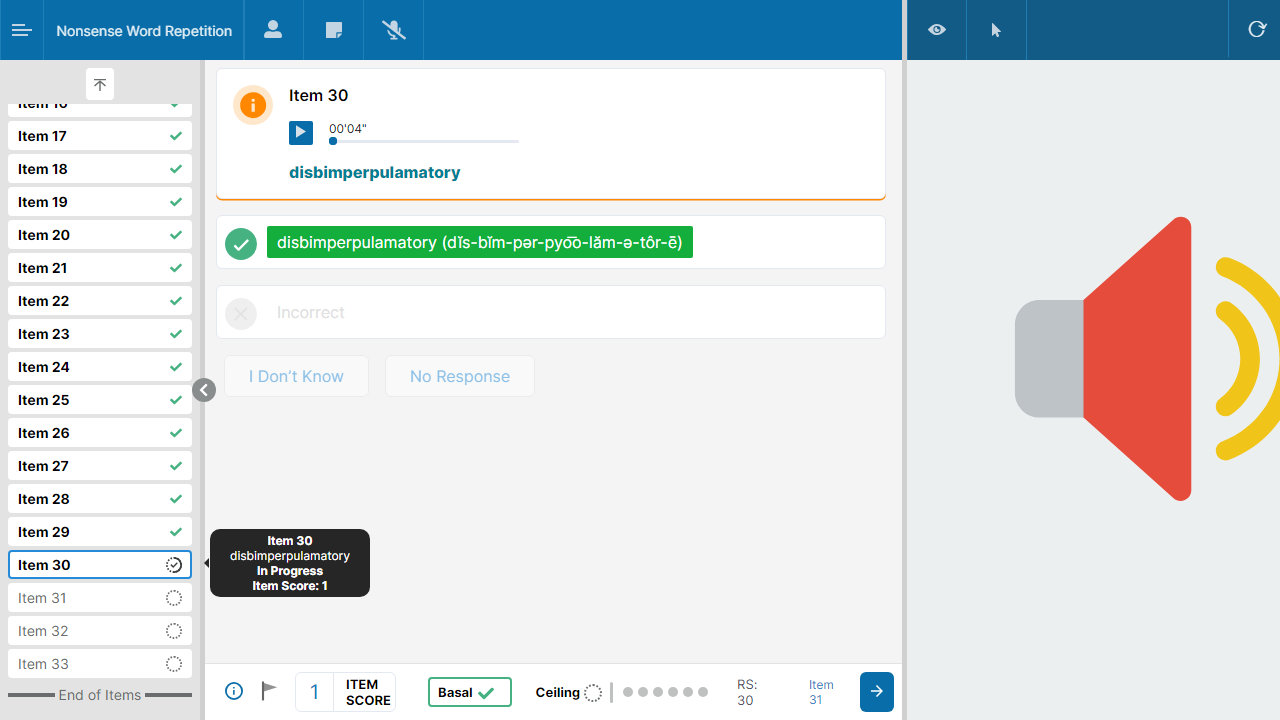 Nonsense Word Repetition
Item 16
Item 17
Item 18
Item 19
Item 20
Item 21
Item 22
Item 23
Item 24
Item 25
Item 26
Item 27
Item 28
Item 29
Item 30
Item 31
Item 32
Item 33
End of Items
Item 30
00'04"
disbimperpulamatory
disbimperpulamatory (dĭs-bĭm-pər-pyo͞o-lăm-ə-tôr-ē)
Incorrect
I Don't Know
No Response
Item 30
disbimperpulamatory
In Progress
Item Score: 1
1
ITEM
SCORE
Basal
Ceiling
RS:
30
Item
31